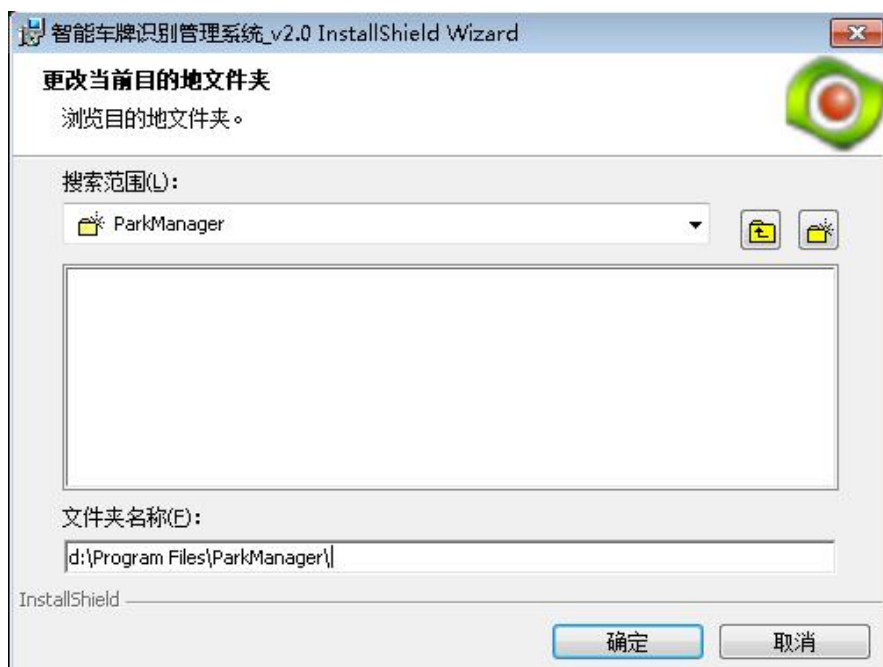 智能车牌识别管理系统_v2.0 InstallShield Wizard
更改当前目的地文件夹
浏览目的地文件夹。
搜索范围(L):
ParkManager
文件夹名称(F):
d:\Program Files\ParkManager\
InstallShield
确定 取消